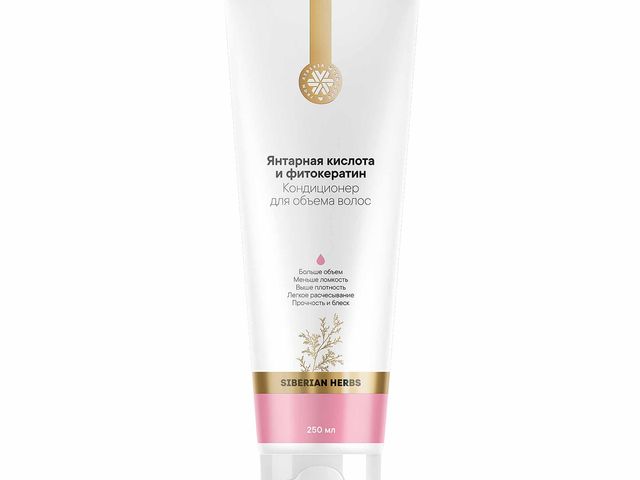 Янтарная кислота
и фитокератин
Кондиционер
для объема волос
Больше объем
Меньше ломкость
Выше плотность
Легкое расчесывание
Прочность и блеск
SIBERIAN HERBS
250 мл